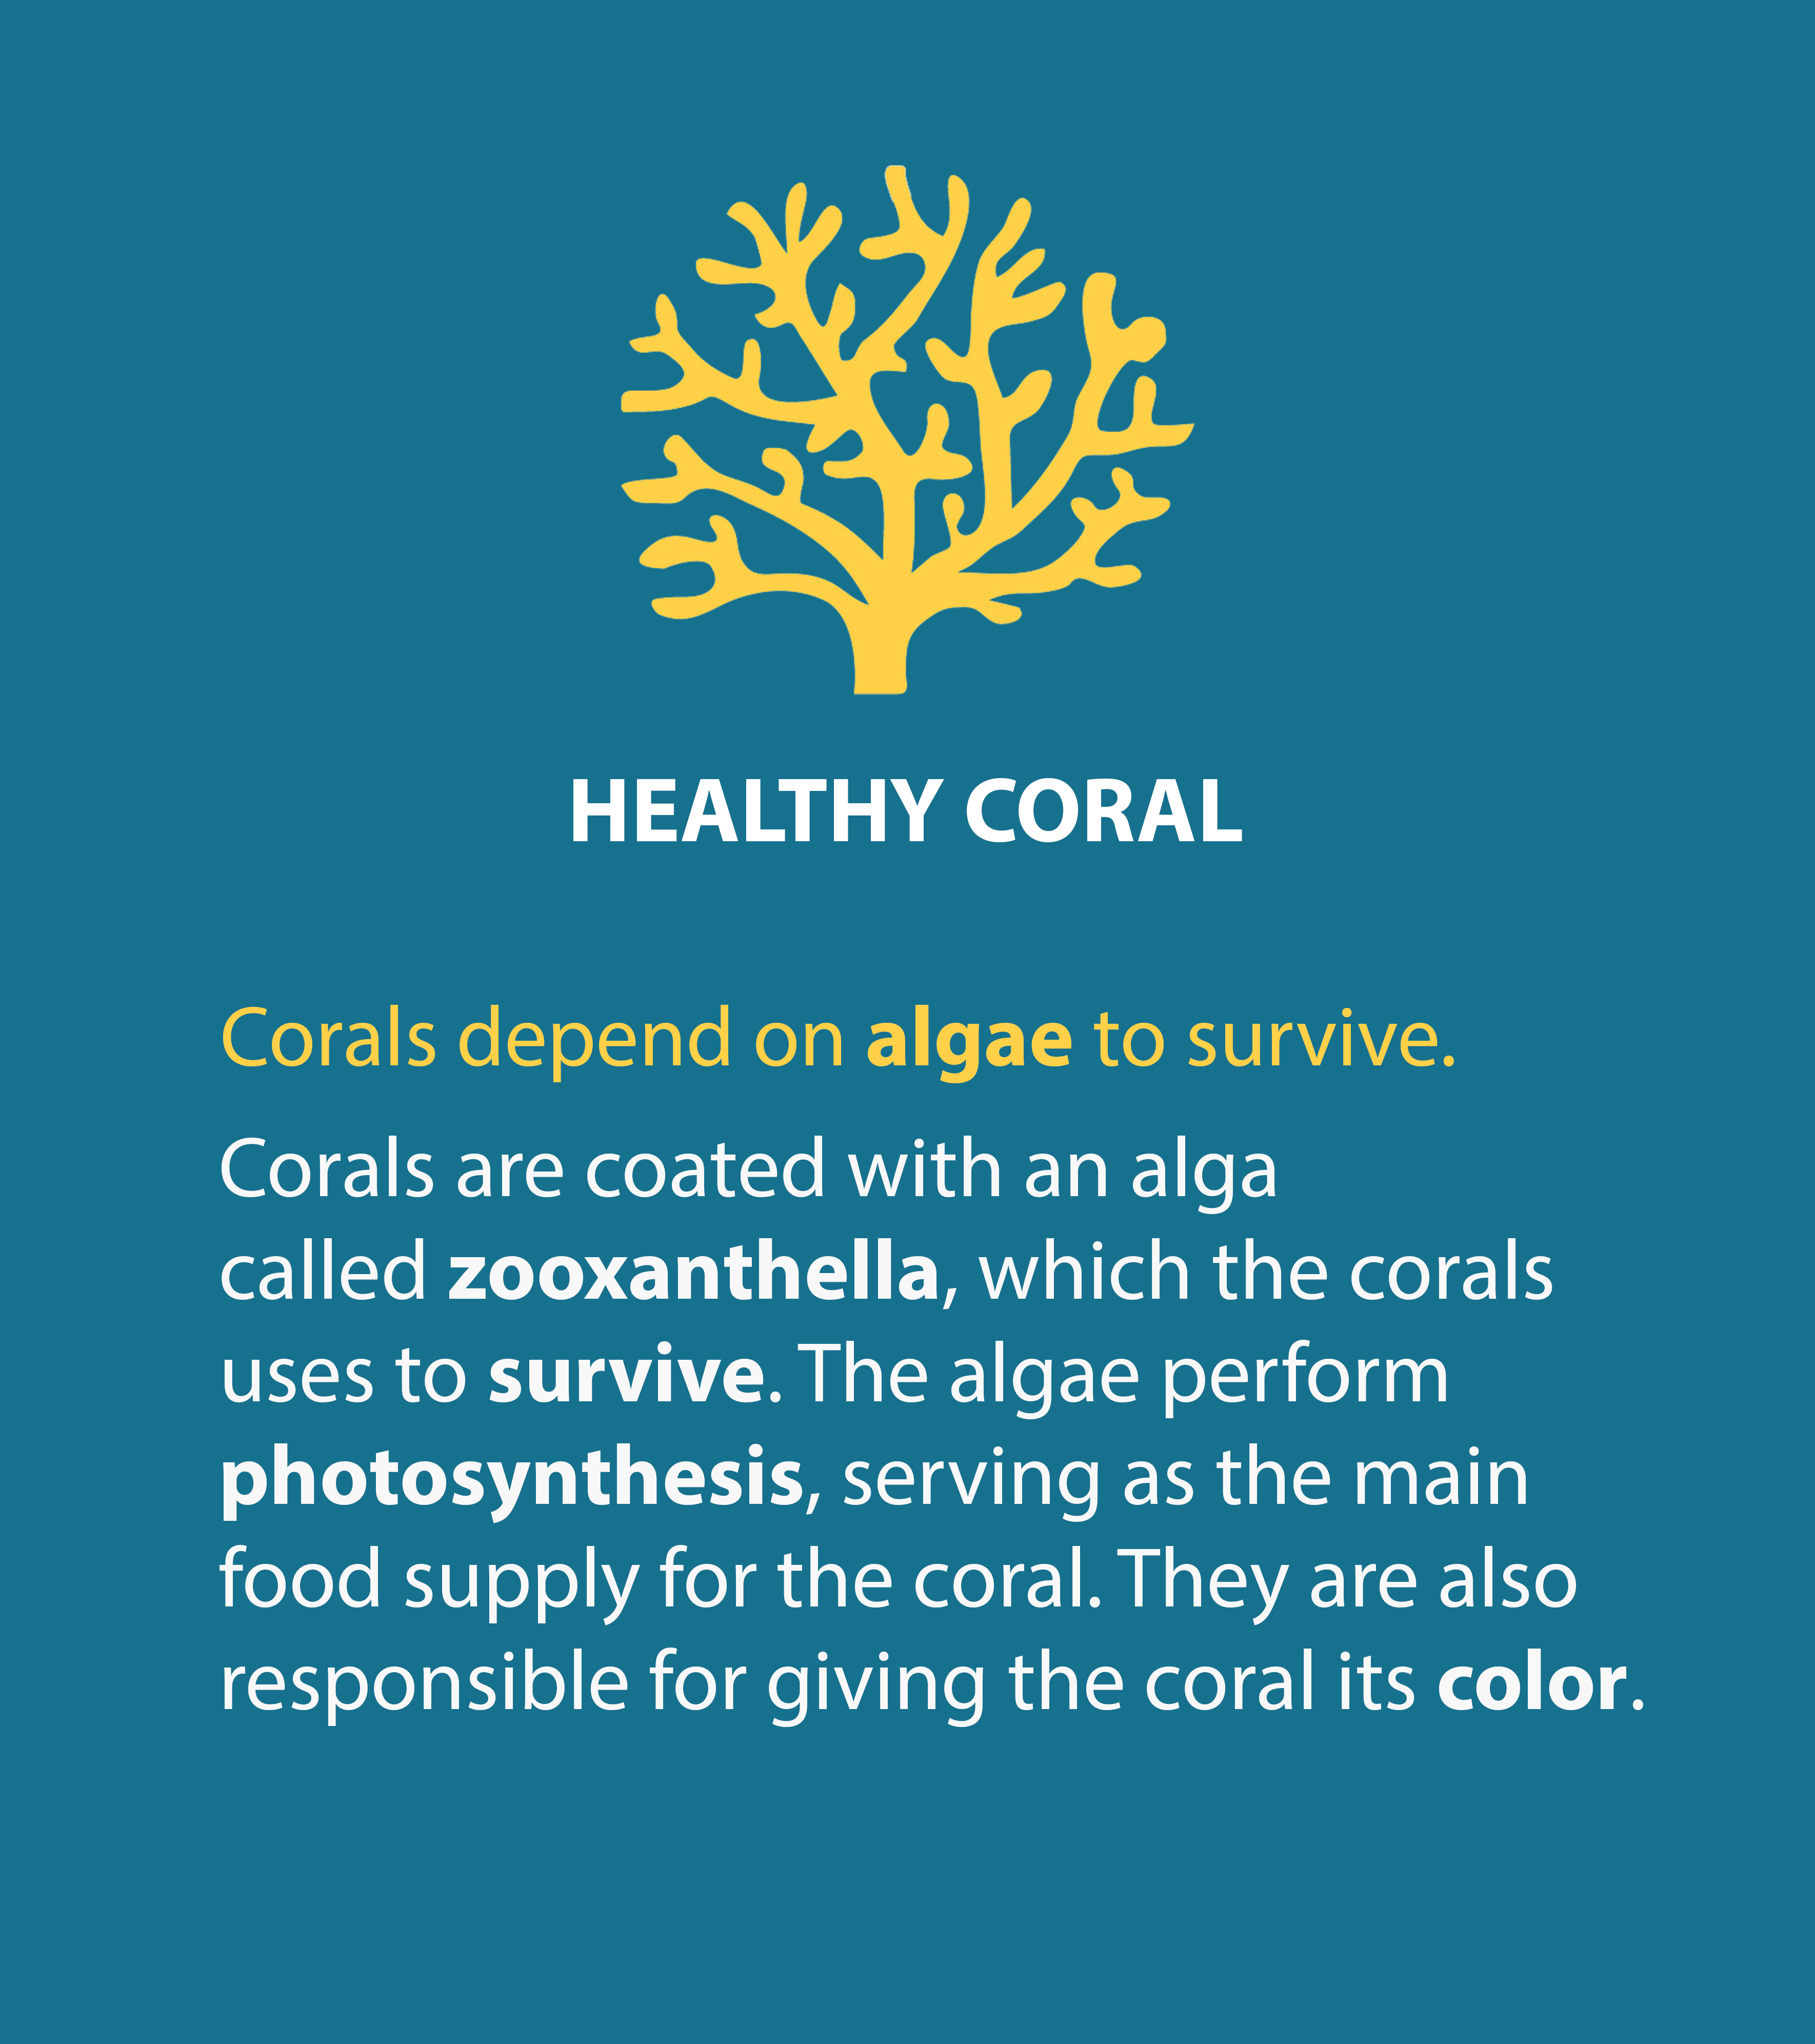 HEALTHY CORAL
Corals depend on algae to survive.
Corals are coated with an alga
called zooxanthella, which the corals
uses to survive. The algae perform
photosynthesis, serving as the main
food supply for the coral. They are also
responsible for giving the coral its color.